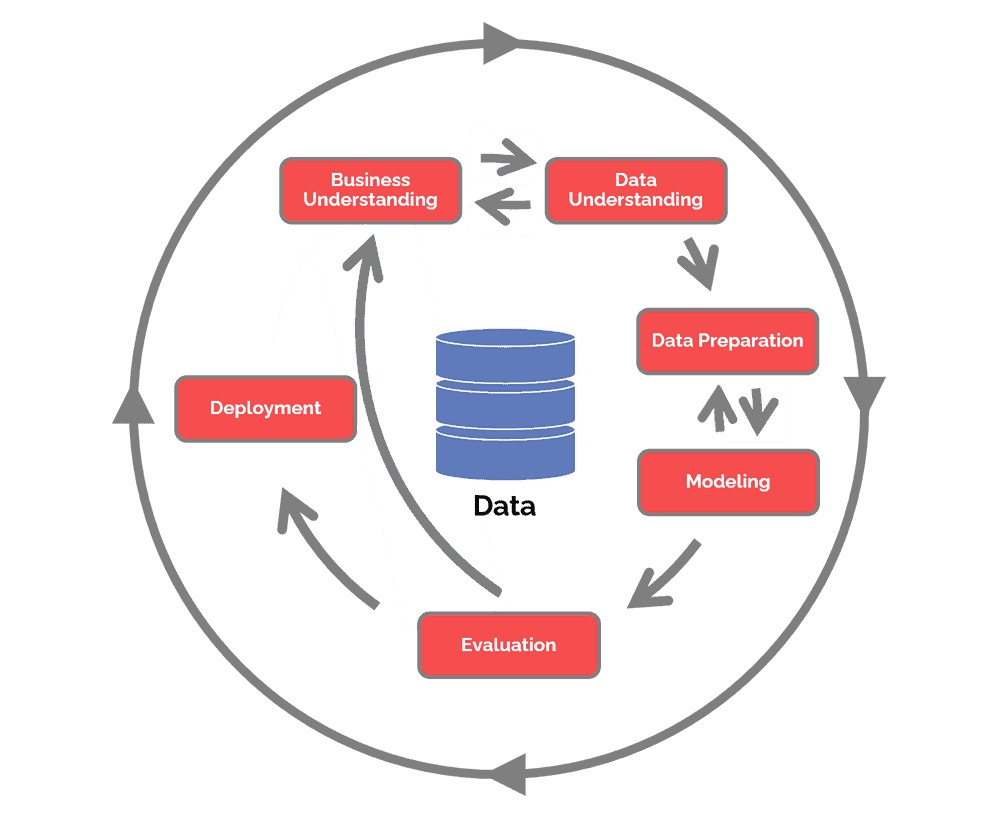 Business
Understanding
Data
Understanding
Data Preparation
Modeling
Evaluation
Deployment
Data